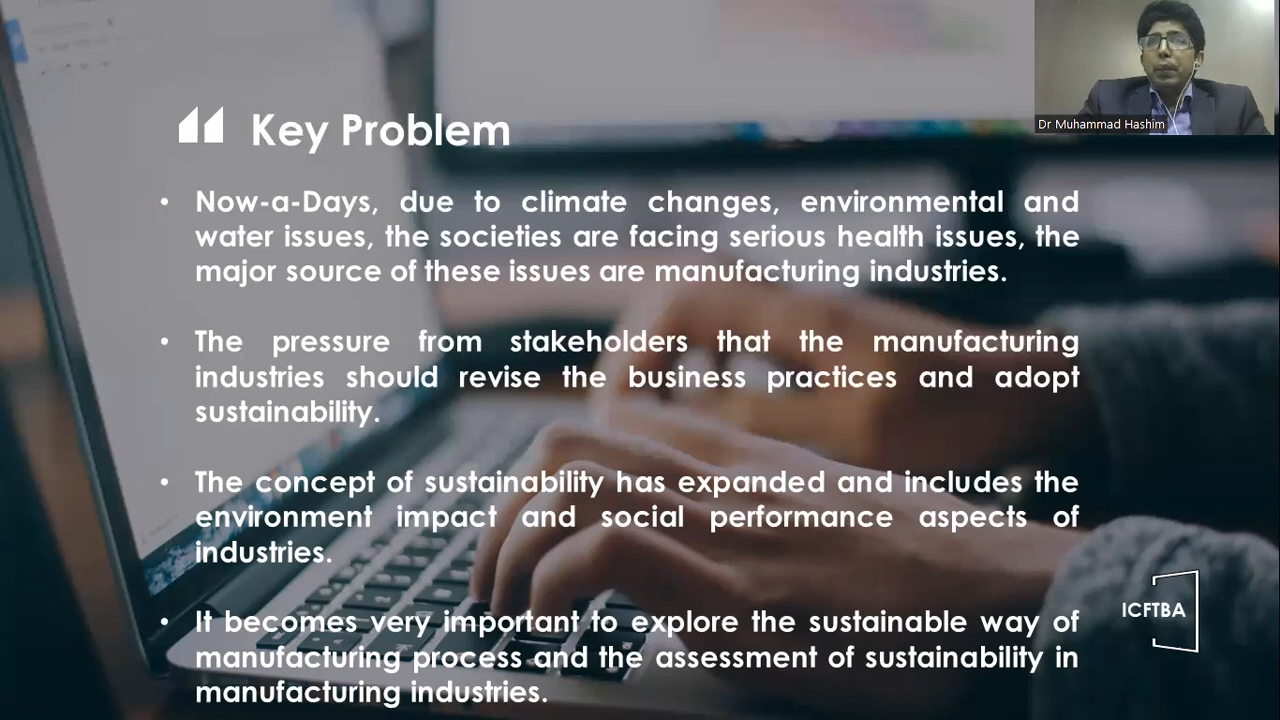 Dr Muhammad Hashim
Key Problem
• Now-a-Days, due to climate changes, environmental and
water issues, the societies are facing serious health issues, the
major source of these issues are manufacturing industries.
• The pressure from stakeholders that the manufacturing
industries should revise the business practices and adopt
sustainability.
• The concept of sustainability has expanded and includes the
environment impact and social performance aspects of
industries.
• It becomes very important to explore the sustainable way of
manufacturing process and the assessment of sustainability in
manufacturing industries.
ICFTBA